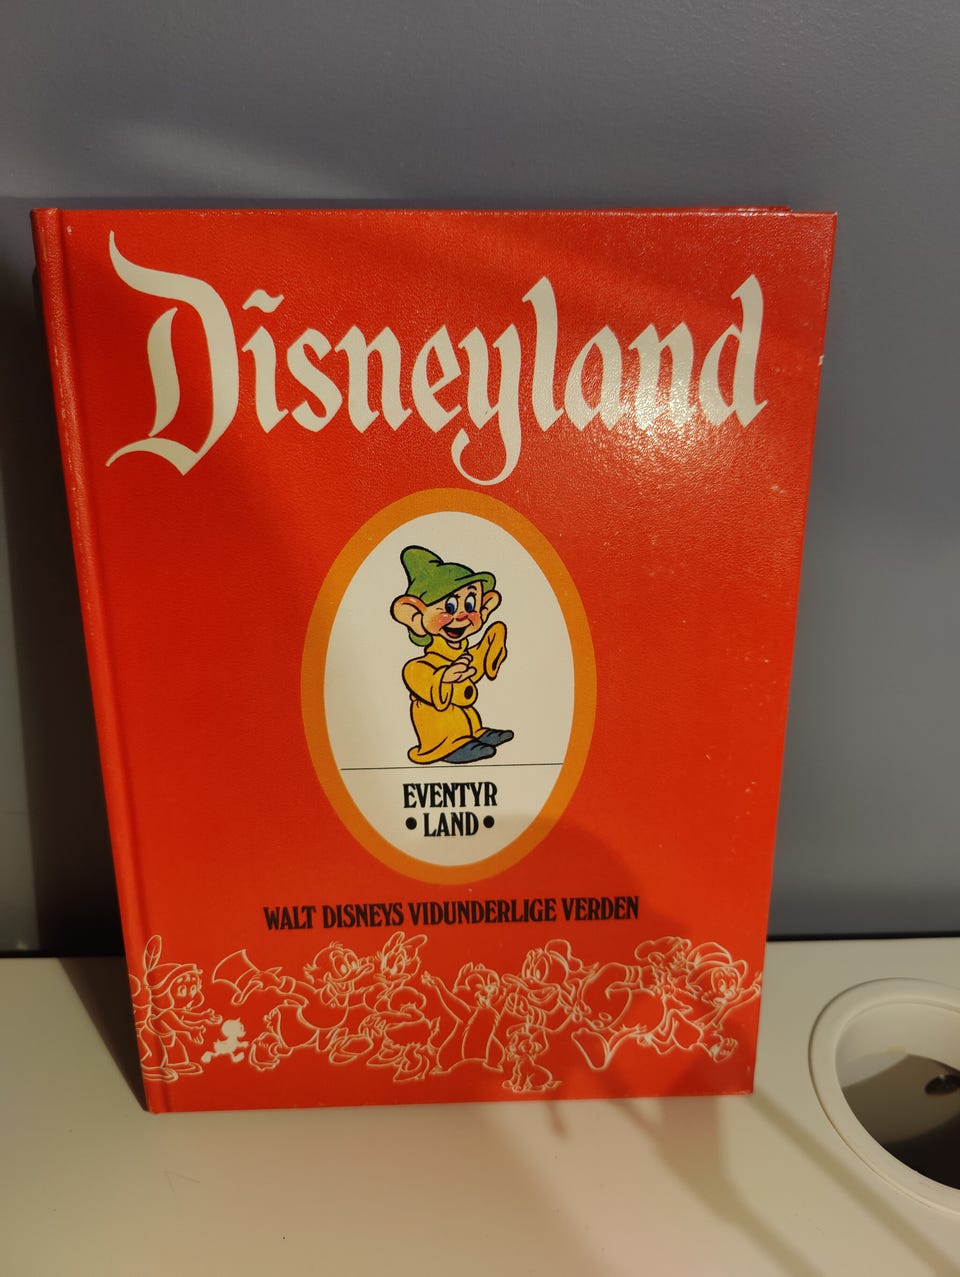 Disneyland
EVENTYR
• LAND •
WALT DISNEYS VIDUNDERLIGE VERDEN